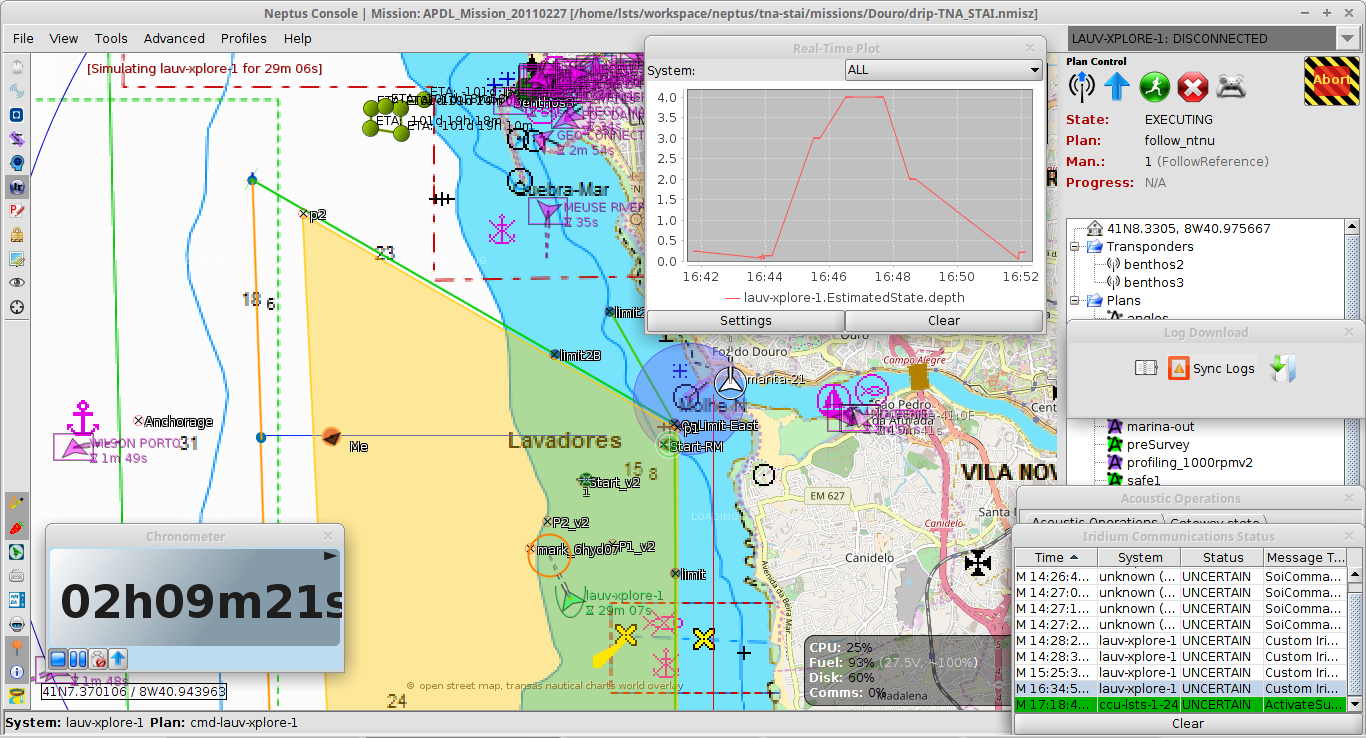 Neptus Console | Mission: APDL_Mission_20110227 [/home/lsts/workspace/neptus/tna-stai/missions/Douro/drip-TNA_STAI.nmisz]
File View Tools Advanced Profiles Help
LAUV-XPLORE-1: DISCONNECTED
[Simulating lauv-xplore-1 for 29m 06s]
ETA: -101d 19h 18m
ETA: -101d 19h 10m
benthos3
GEO CONNECT
2m 54s
Quebra-Mar
MEUSE RIVER
35s
p2
23
18
6
limit2
limit2B
Foz do Douro
Ouro
Campo Alegre
marina-21
Molhe N
Limit-East
Start-RM
São Pedro
da Afurada
Anchorage
WILSON PORTO
31
1m 49s
Me
Lavadores
15
8
Start_v2
1
EM 627
VILA NOV
LOADING
P2_v2
mark_6hyd07
P1_v2
Canidelo
Canidelo
Santa
limit
Avenida da Beira Mar
lauv-xplore-1
29m 07s
Madalena
24
© open street map, transas nautical charts world overlay
1m 48s
41N7.370106 / 8W40.943963
Real-Time Plot
System:
ALL
4.0
3.5
3.0
2.5
2.0
1.5
1.0
0.5
0.0
16:42 16:44 16:46 16:48 16:50 16:52
lauv-xplore-1.EstimatedState.depth
Settings Clear
Plan Control
Abort
State: EXECUTING
Plan: follow_ntnu
Man.: 1 (FollowReference)
Progress: N/A
41N8.3305, 8W40.975667
Transponders
benthos2
benthos3
Plans
angles
Log Download
Sync Logs
marina-out
preSurvey
profiling_1000rpmv2
safe1
Acoustic Operations
Acoustic Operations Gateway state
Iridium Communications Status
Time System Status Message T...
M 14:26:4... unknown (... UNCERTAIN SoiComma...
M 14:27:0... unknown (... UNCERTAIN SoiComma...
M 14:27:1... unknown (... UNCERTAIN SoiComma...
M 14:27:2... unknown (... UNCERTAIN SoiComma...
M 14:28:2... lauv-xplore-1 UNCERTAIN Custom Iri...
M 14:28:3... lauv-xplore-1 UNCERTAIN Custom Iri...
M 15:25:3... lauv-xplore-1 UNCERTAIN Custom Iri...
M 16:34:5... lauv-xplore-1 UNCERTAIN Custom Iri...
M 17:18:4... ccu-lsts-1-24 UNCERTAIN ActivateSu...
Clear
Chronometer
02h09m21s
CPU: 25%
Fuel: 93% (27.5V, ~100%)
Disk: 60%
Comms: 0%
System: lauv-xplore-1 Plan: cmd-lauv-xplore-1